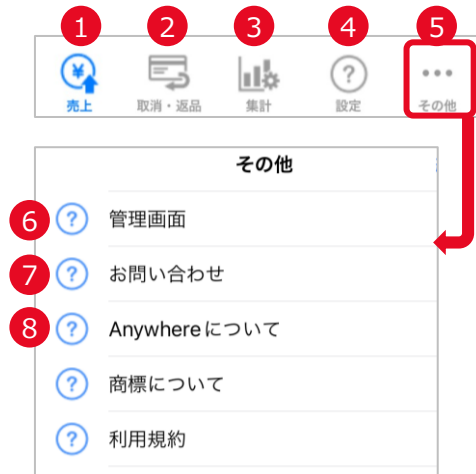 1 2 3 4 5
¥ ?
売上 取消・返品 集計 設定 その他
その他
6 ? 管理画面
7 ? お問い合わせ
8 ? Anywhereについて
? 商標について
? 利用規約